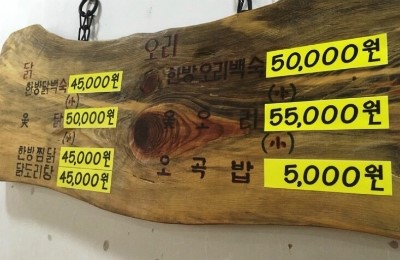 닭
한방닭백숙 45,000원
(小)
옻 닭 50,000원
(小)
한방찜닭 45,000원
닭도리탕 45,000원
오리
한방오리백숙 50,000원
(小)
옻 오 리 55,000원
(小)
오 곡 밥 5,000원